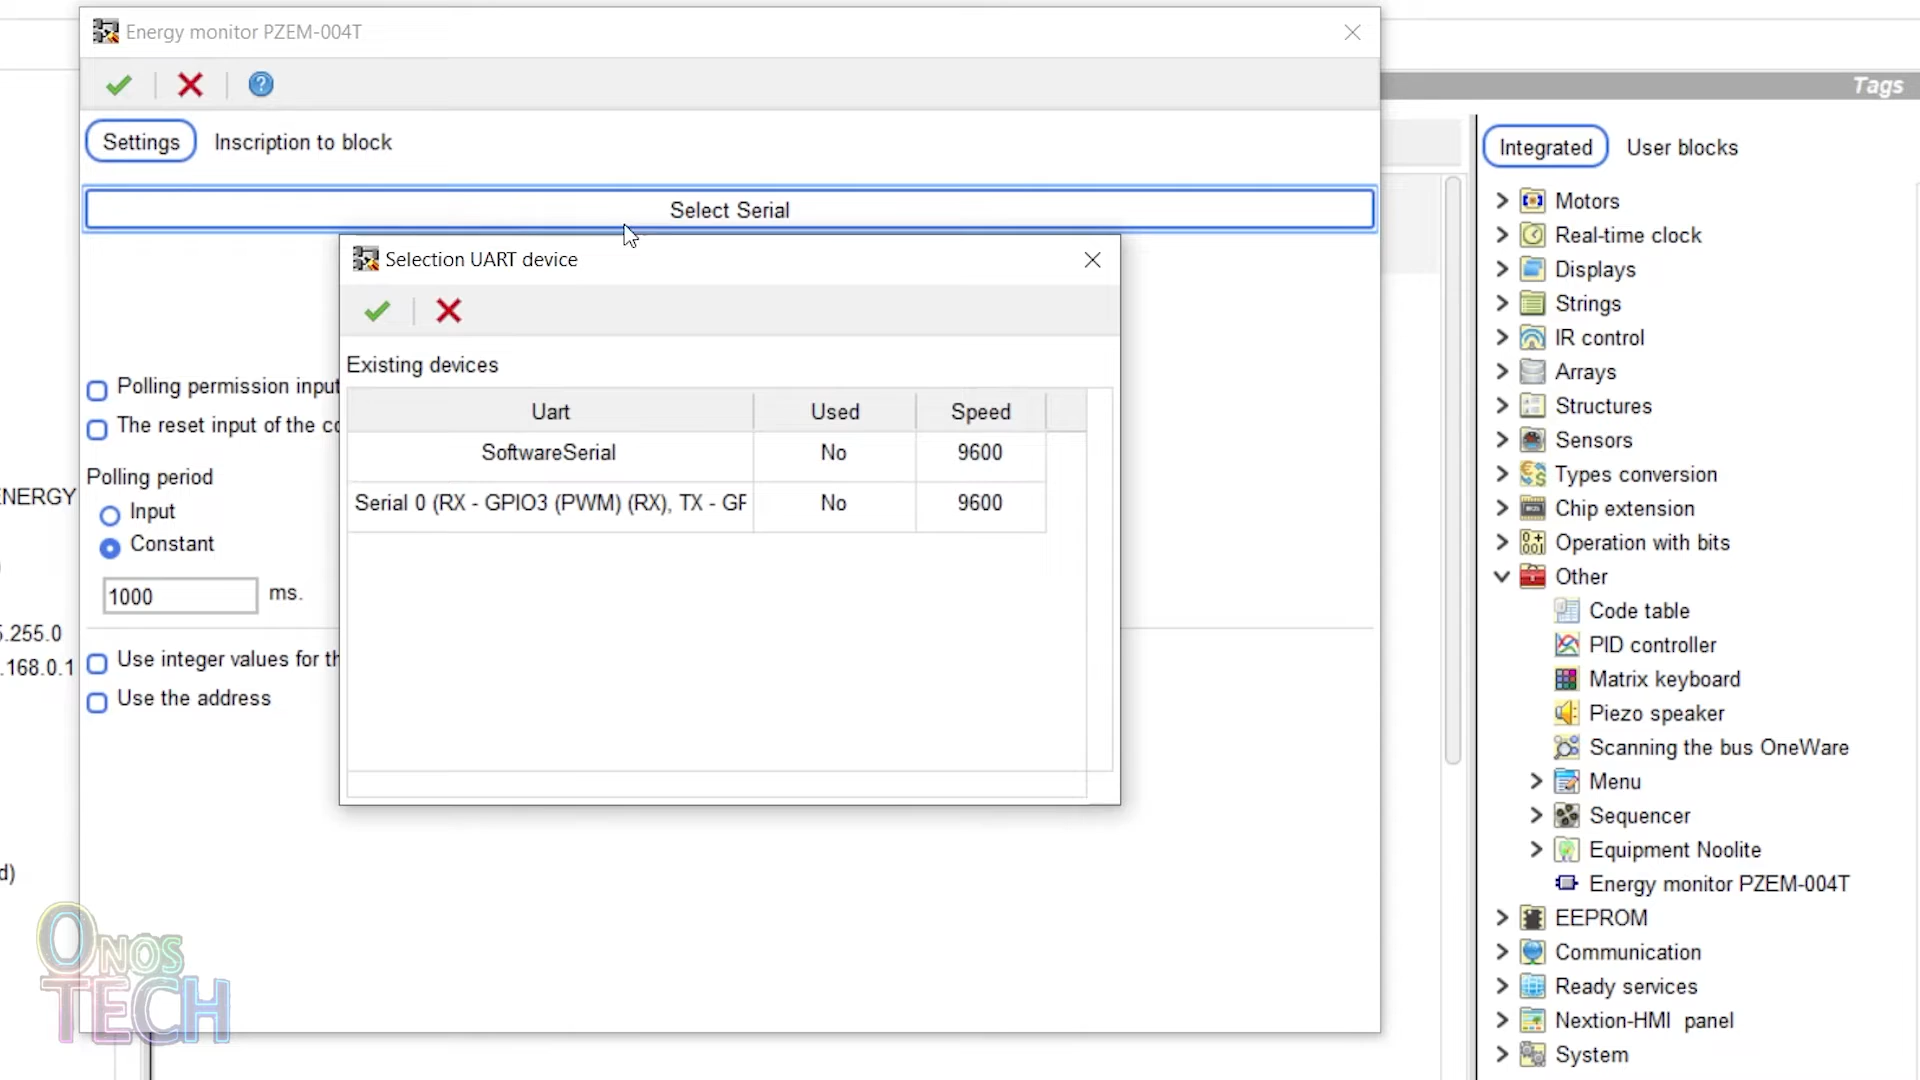 Energy monitor PZEM-004T
Tags
Settings
Inscription to block
Integrated
User blocks
Select Serial
Selection UART device
Existing devices
Uart
Used
Speed
SoftwareSerial
No
9600
Serial 0 (RX - GPIO3 (PWM) (RX), TX - GF
No
9600
Polling permission input
The reset input of the co
Polling period
Input
Constant
1000
ms.
Use integer values for th
Use the address
ENERGY
5.255.0
.168.0.1
d)
Motors
Real-time clock
Displays
Strings
IR control
Arrays
Structures
Sensors
Types conversion
Chip extension
Operation with bits
Other
Code table
PID controller
Matrix keyboard
Piezo speaker
Scanning the bus OneWare
Menu
Sequencer
Equipment Noolite
Energy monitor PZEM-004T
EEPROM
Communication
Ready services
Nextion-HMI panel
System
ONOS
TECH